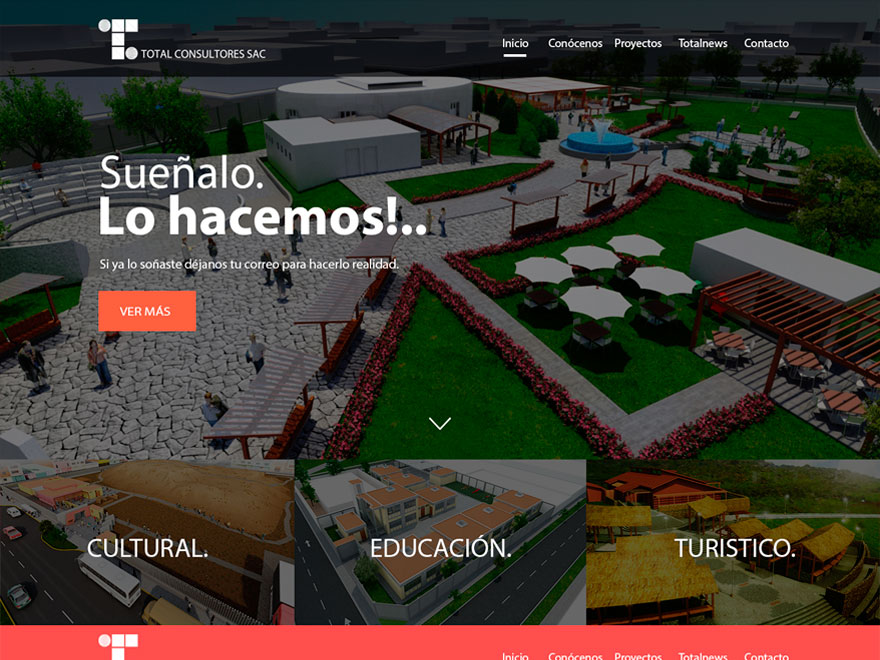 TOTAL CONSULTORES SAC
Inicio Conócenos Proyectos Totalnews Contacto
Sueñalo.
Lo hacemos!..
Si ya lo soñaste déjanos tu correo para hacerlo realidad.
VER MÁS
CULTURAL. EDUCACIÓN. TURISTICO.
Inicio Conócenos Proyectos Totalnews Contacto